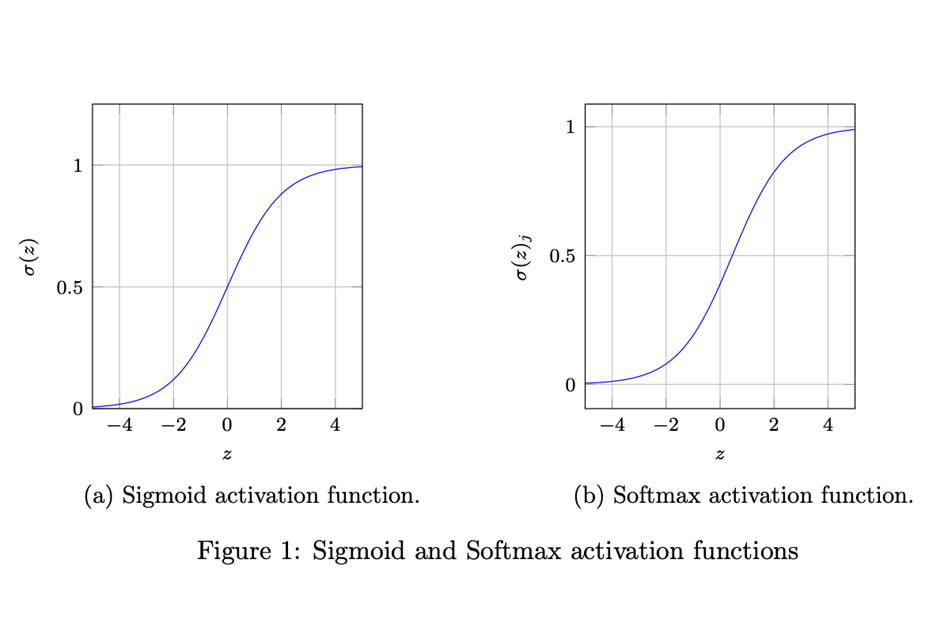 1
0.5
0
−4 −2 0 2 4
z
σ(z)
(a) Sigmoid activation function.
1
0.5
0
−4 −2 0 2 4
z
σ(z)j
(b) Softmax activation function.
Figure 1: Sigmoid and Softmax activation functions